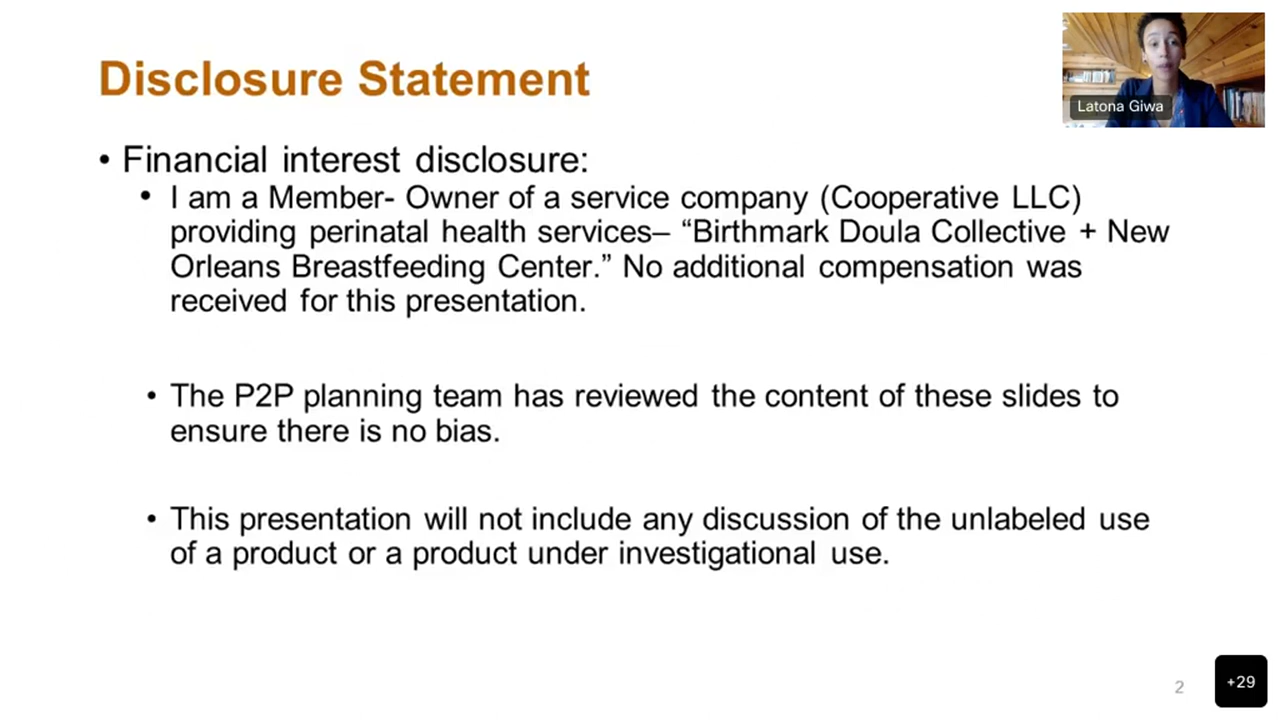 Disclosure Statement
Latona Giwa
• Financial interest disclosure:
• I am a Member- Owner of a service company (Cooperative LLC)
providing perinatal health services– “Birthmark Doula Collective + New
Orleans Breastfeeding Center.” No additional compensation was
received for this presentation.
• The P2P planning team has reviewed the content of these slides to
ensure there is no bias.
• This presentation will not include any discussion of the unlabeled use
of a product or a product under investigational use.
2
+29